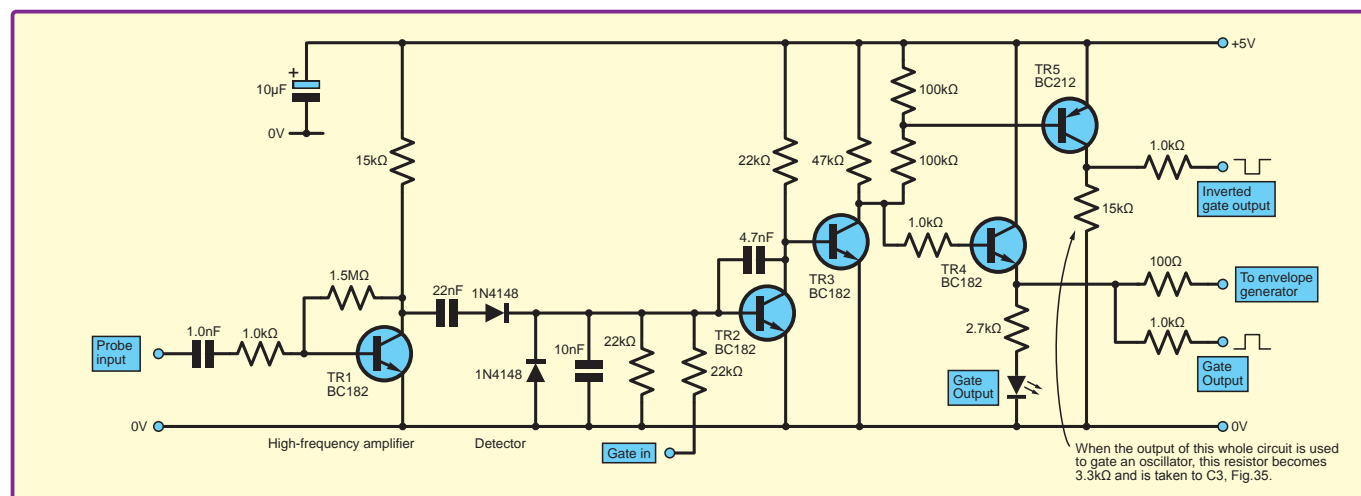 +5V
TR5
BC212
+
10µF
0V
100kΩ
15kΩ
22kΩ
47kΩ
100kΩ
1.0kΩ
Inverted
gate output
15kΩ
4.7nF
1.0kΩ
1.5MΩ
22nF
1N4148
TR3
BC182
TR4
BC182
100Ω
To envelope
generator
Probe
input
1.0nF
1.0kΩ
TR1
BC182
1N4148
10nF
22kΩ
TR2
BC182
22kΩ
2.7kΩ
1.0kΩ
Gate
Output
Gate
Output
0V
0V
High-frequency amplifier
Detector
Gate in
When the output of this whole circuit is used
to gate an oscillator, this resistor becomes
3.3kΩ and is taken to C3, Fig.35.